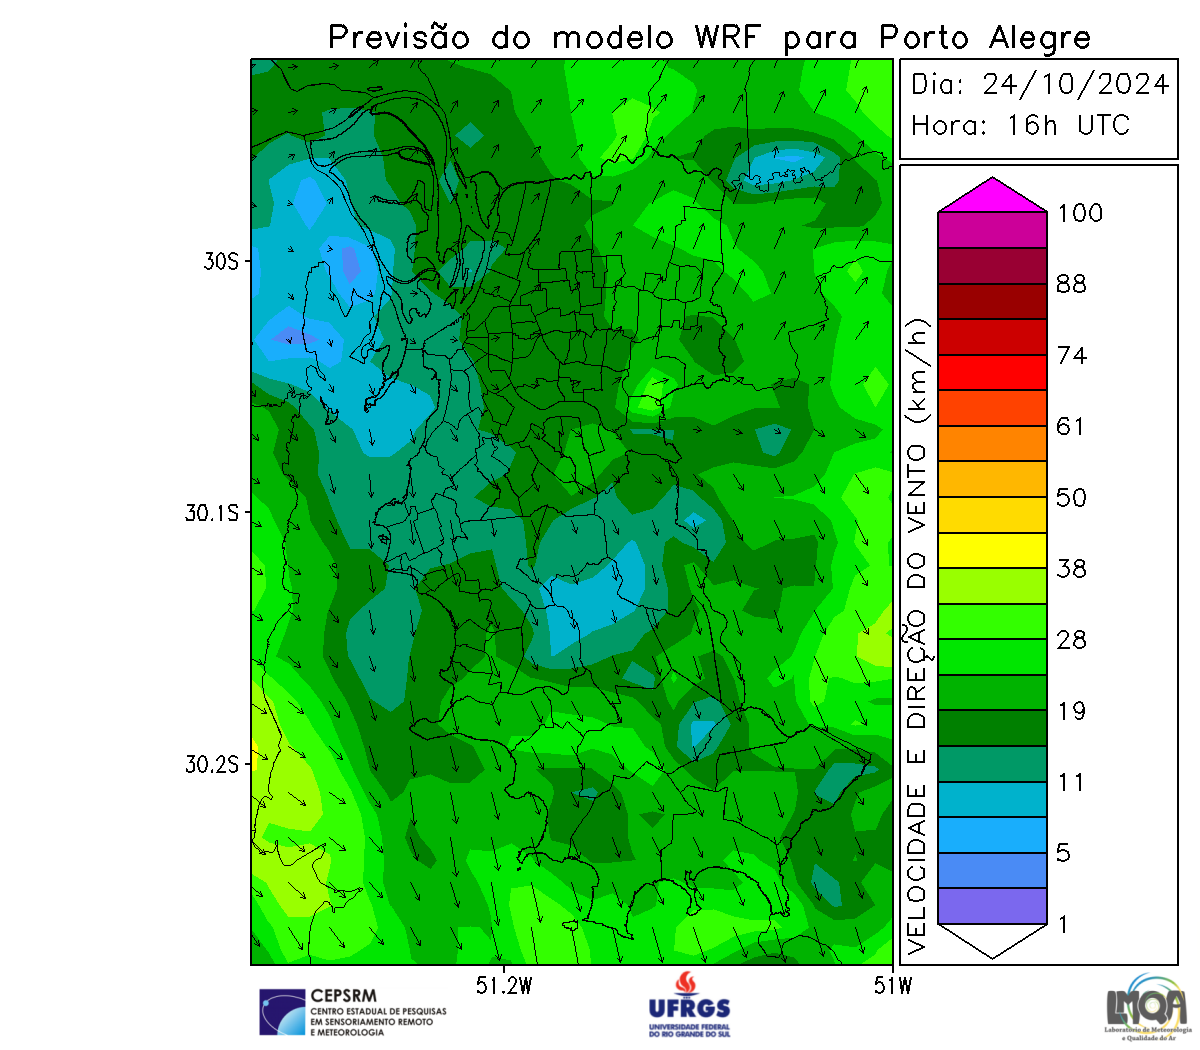 Previsão do modelo WRF para Porto Alegre
Dia: 24/10/2024
Hora: 16h UTC
30S
30.1S
30.2S
51.2W
51W
VELOCIDADE E DIREÇÃO DO VENTO (km/h)
100
88
74
61
50
38
28
19
11
5
1
CEPSRM
CENTRO ESTADUAL DE PESQUISAS
EM SENSORIAMENTO REMOTO
E METEOROLOGIA
UFRGS
UNIVERSIDADE FEDERAL
DO RIO GRANDE DO SUL
LMQA
Laboratório de Meteorologia
e Qualidade do Ar